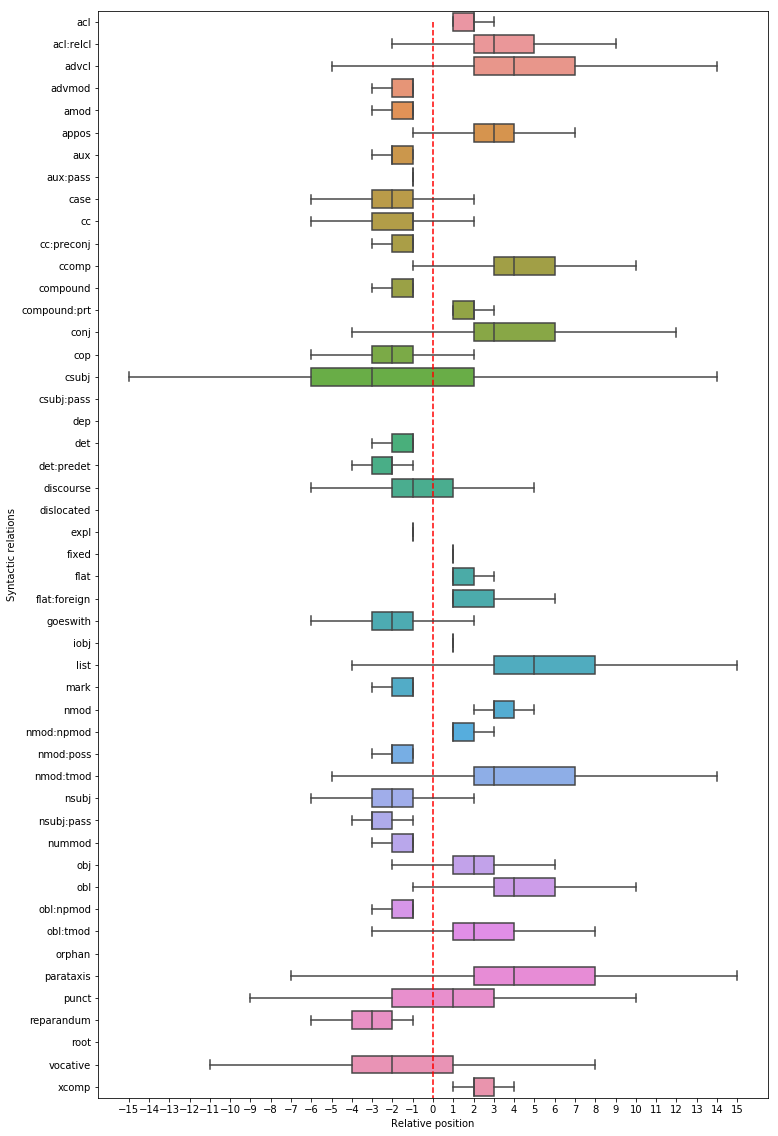 acl
acl:relcl
advcl
advmod
amod
appos
aux
aux:pass
case
cc
cc:preconj
ccomp
compound
compound:prt
conj
cop
csubj
csubj:pass
dep
det
det:predet
discourse
dislocated
expl
fixed
flat
flat:foreign
goeswith
iobj
list
mark
nmod
nmod:npmod
nmod:poss
nmod:tmod
nsubj
nsubj:pass
nummod
obj
obl
obl:npmod
obl:tmod
orphan
parataxis
punct
reparandum
root
vocative
xcomp
Syntactic relations
−15 −14 −13 −12 −11 −10 −9 −8 −7 −6 −5 −4 −3 −2 −1 0 1 2 3 4 5 6 7 8 9 10 11 12 13 14 15
Relative position